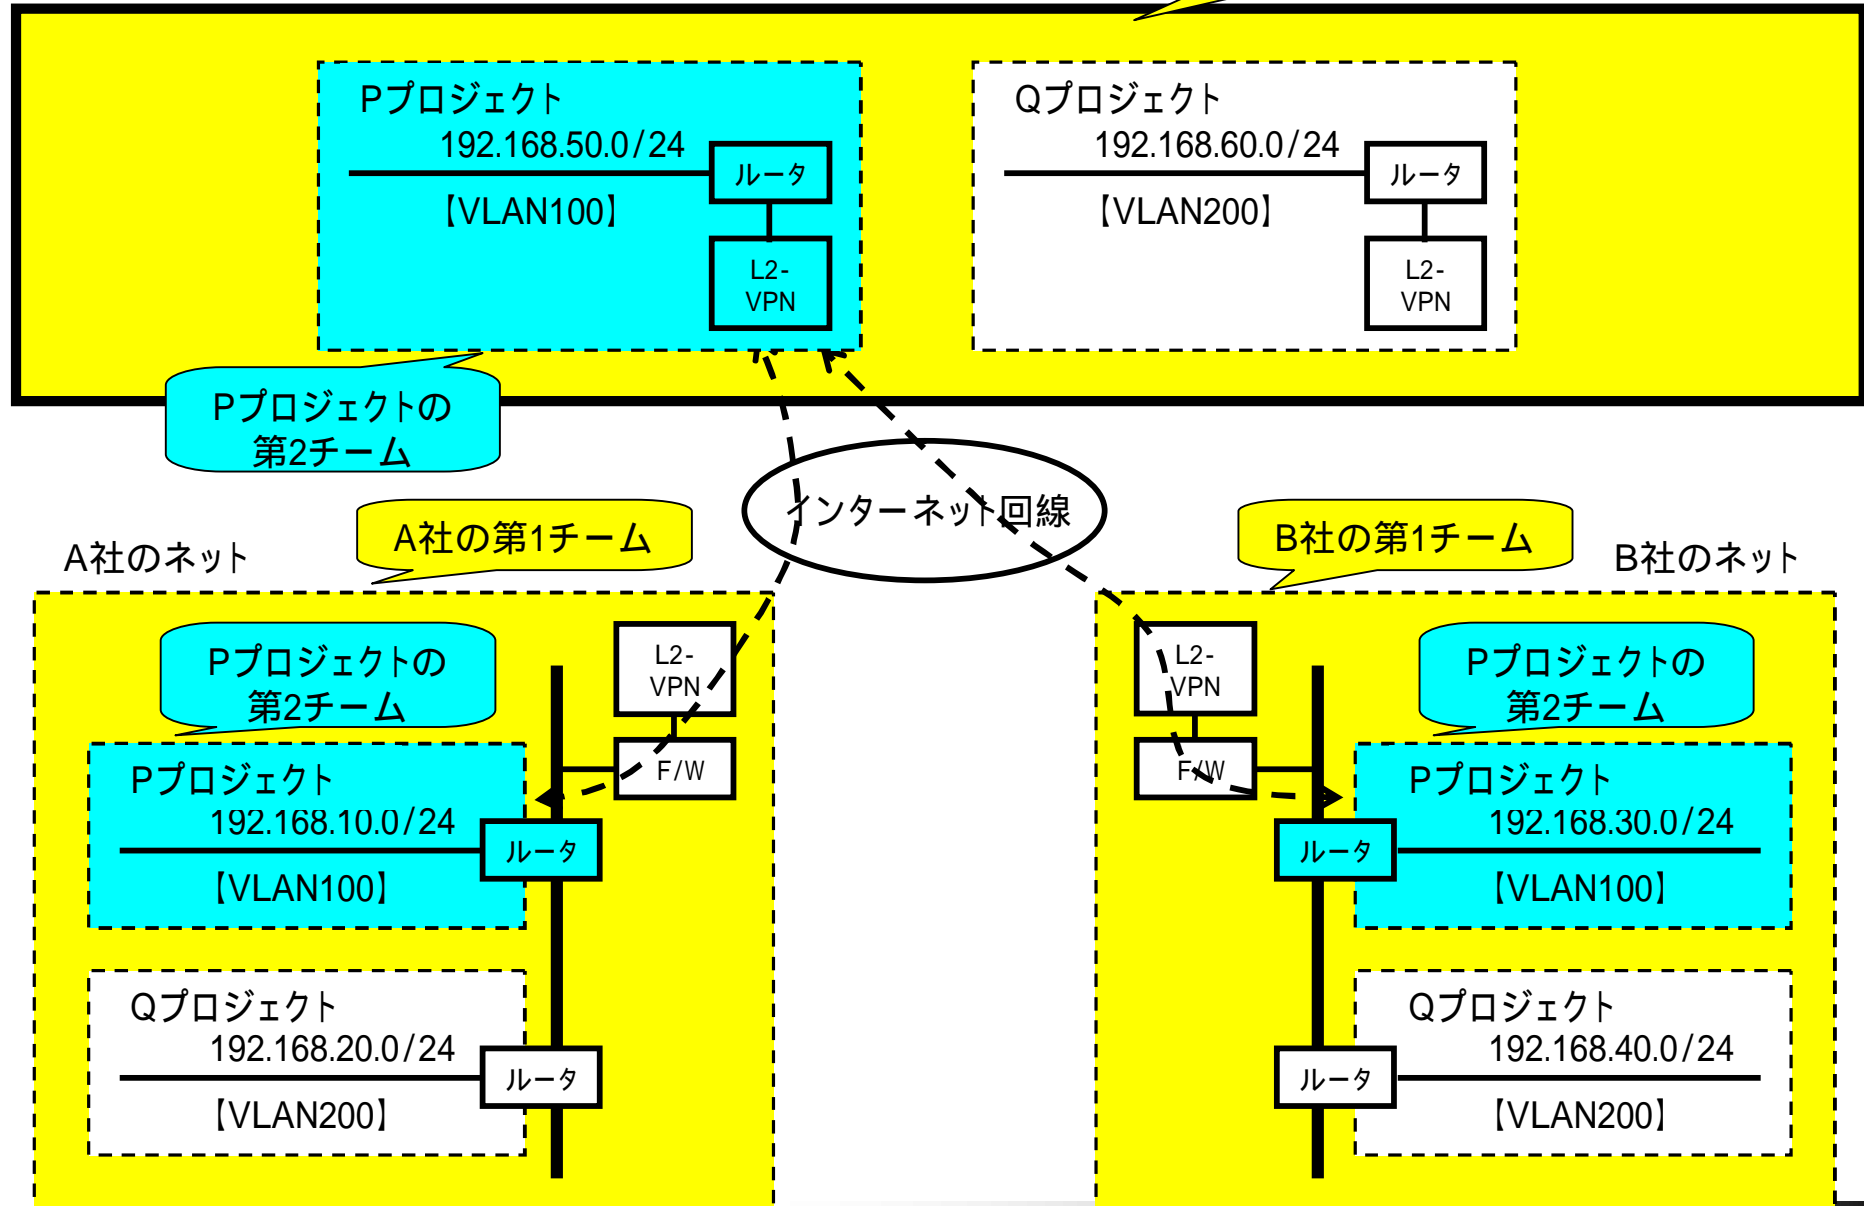 Pプロジェクト
192.168.50.0/24
ルータ
【VLAN100】
L2-
VPN
Qプロジェクト
192.168.60.0/24
ルータ
【VLAN200】
L2-
VPN
Pプロジェクトの
第2チーム
インターネット回線
A社の第1チーム
A社のネット
B社の第1チーム
B社のネット
Pプロジェクトの
第2チーム
L2-
VPN
F/W
Pプロジェクト
192.168.10.0/24
ルータ
【VLAN100】
Qプロジェクト
192.168.20.0/24
ルータ
【VLAN200】
L2-
VPN
F/W
Pプロジェクトの
第2チーム
Pプロジェクト
192.168.30.0/24
ルータ
【VLAN100】
Qプロジェクト
192.168.40.0/24
ルータ
【VLAN200】